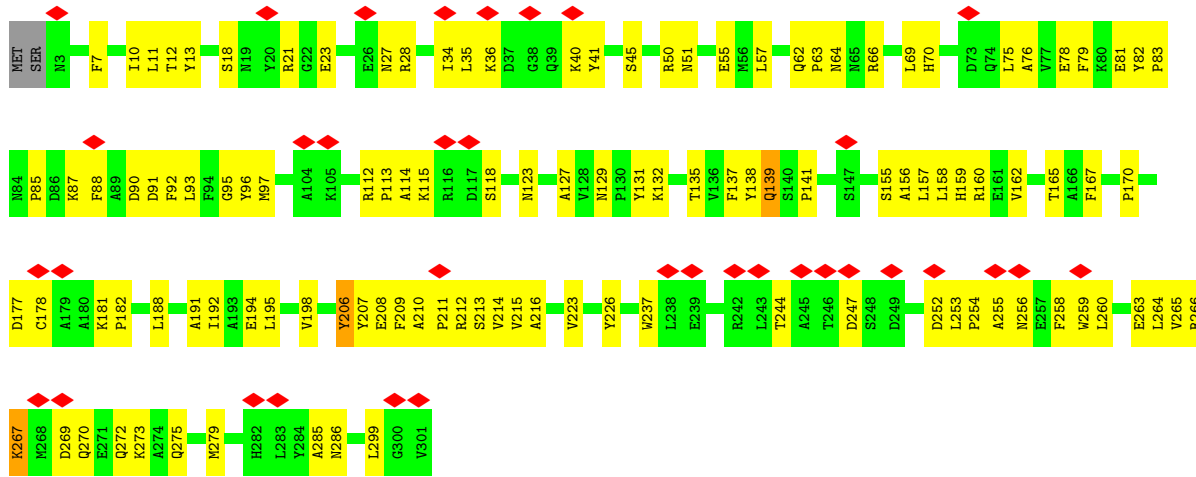 MET SER N3 F7 I10 L11 T12 Y13 S18 N19 Y20 R21 G22 E23 E26 N27 R28 I34 L35 K36 D37 G38 Q39 K40 Y41 S45 R50 N51 E55 M56 L57 Q62 P63 N64 N65 R66 L69 H70 D73 Q74 L75 A76 V77 E78 F79 K80 E81 Y82 P83
N84 P85 D86 K87 F88 A89 D90 D91 F92 L93 F94 G95 Y96 M97 A104 K105 R112 P113 A114 K115 R116 D117 S118 N123 A127 V128 N129 P130 Y131 K132 T135 V136 F137 Y138 Q139 S140 P141 S147 S155 A156 L157 L158 H159 R160 E161 V162 T165 A166 F167 P170
D177 C178 A179 A180 K181 P182 L188 A191 I192 A193 E194 L195 V198 Y206 Y207 E208 F209 A210 P211 R212 S213 V214 V215 A216 V223 Y226 W237 L238 E239 R242 L243 T244 A245 T246 D247 S248 D249 D252 L253 P254 A255 N256 E257 F258 W259 L260 E263 L264 V265
K267 M268 D269 Q270 E271 Q272 K273 A274 Q275 M279 H282 L283 Y284 A285 N286 L299 G300 V301